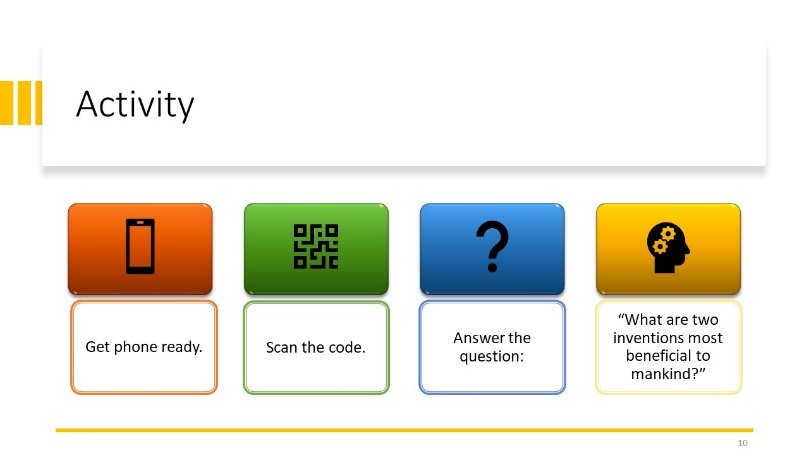 Activity
Get phone ready.
Scan the code.
Answer the
question:
“What are two
inventions most
beneficial to
mankind?”
10